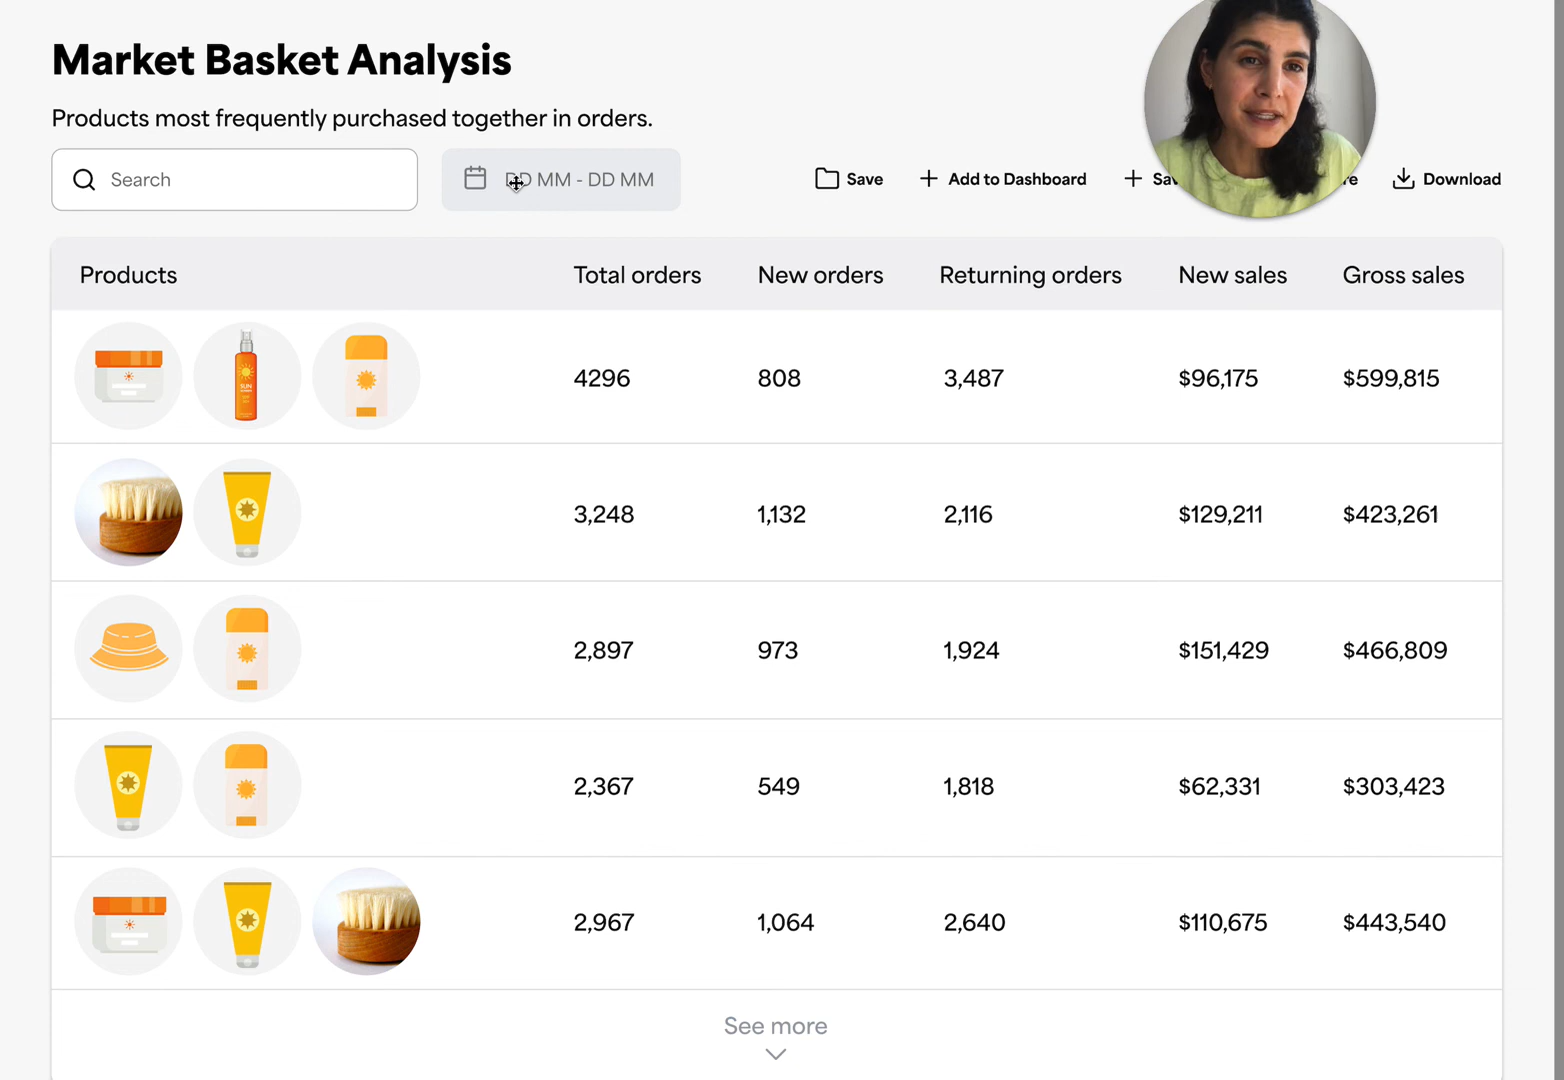 Market Basket Analysis
Products most frequently purchased together in orders.
Search
DD MM - DD MM
Save
Add to Dashboard
Download
Products Total orders New orders Returning orders New sales Gross sales
SUN
4296 808 3,487 $96,175 $599,815
3,248 1,132 2,116 $129,211 $423,261
2,897 973 1,924 $151,429 $466,809
2,367 549 1,818 $62,331 $303,423
2,967 1,064 2,640 $110,675 $443,540
See more